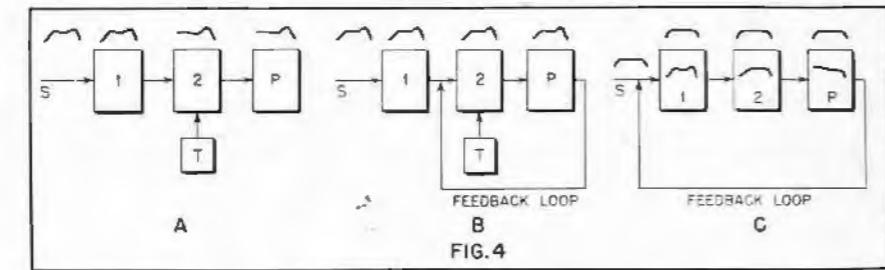 S 1 2 P
T
A
S 1 2 P
T
FEEDBACK LOOP
B
S 1 2 P
FEEDBACK LOOP
C
FIG.4